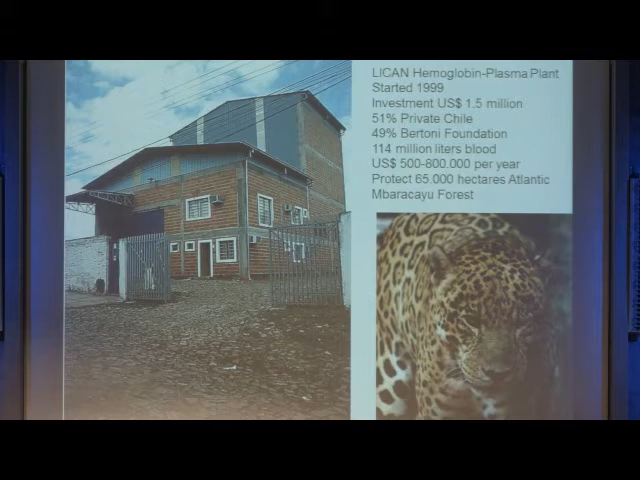 LICAN Hemoglobin-Plasma Plant
Started 1999
Investment US$ 1.5 million
51% Private Chile
49% Bertoni Foundation
114 million liters blood
US$ 500-800.000 per year
Protect 65.000 hectares Atlantic
Mbaracayu Forest